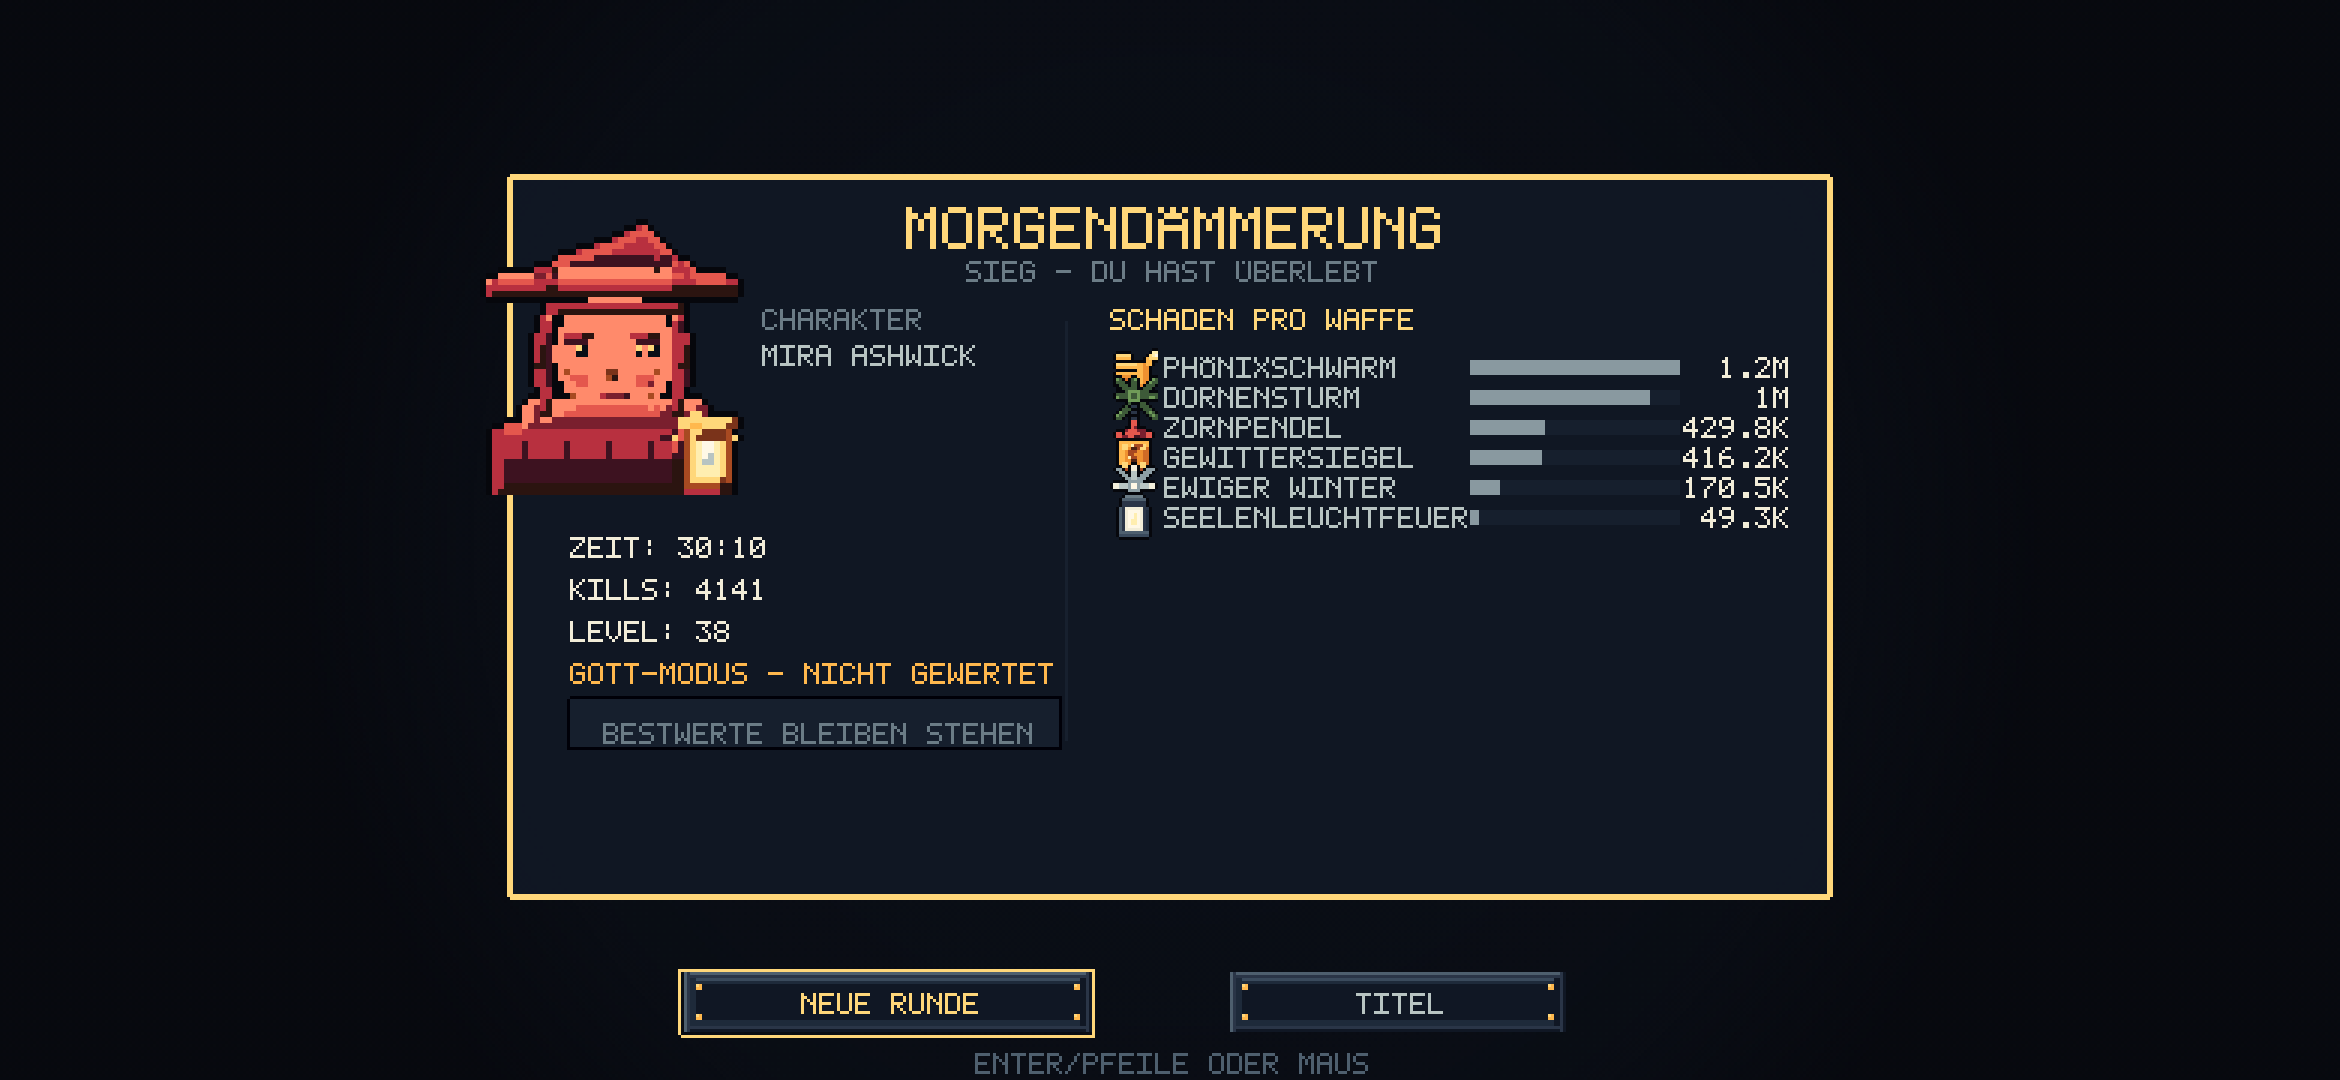 MORGENDÄMMERUNG
SIEG - DU HAST ÜBERLEBT
CHARAKTER
MIRA ASHWICK
ZEIT: 30:10
KILLS: 4141
LEVEL: 38
GOTT-MODUS - NICHT GEWERTET
BESTWERTE BLEIBEN STEHEN
SCHADEN PRO WAFFE
PHÖNIXSCHWARM 1.2M
DORNENSTURM 1M
ZORNPENDEL 429.8K
GEWITTERSIEGEL 416.2K
EWIGER WINTER 170.5K
SEELENLEUCHTFEUER 49.3K
NEUE RUNDE
TITEL
ENTER/PFEILE ODER MAUS